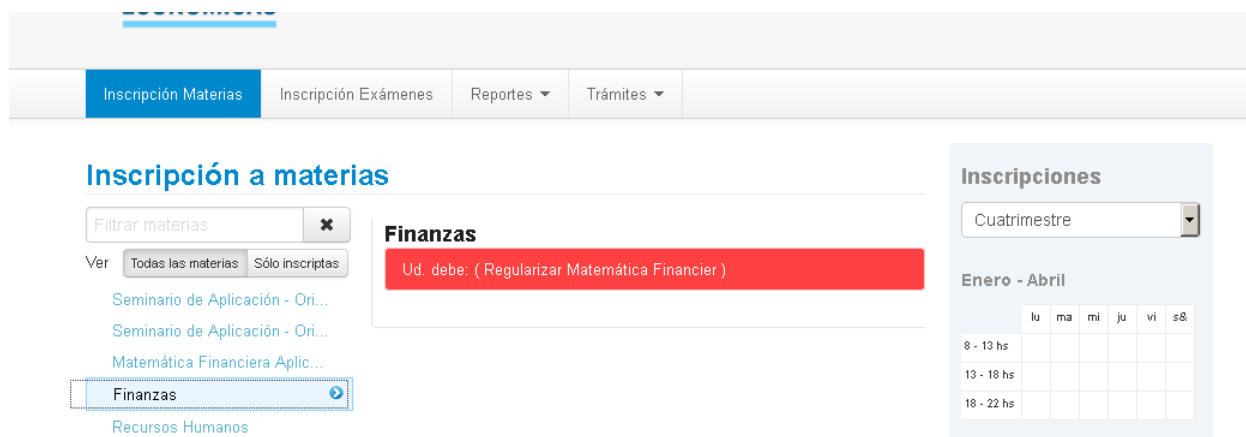 Inscripción Materias
Inscripción Exámenes
Reportes
Trámites
Inscripción a materias
Filtrar materias
Ver
Todas las materias
Sólo inscriptas
Seminario de Aplicación - Ori...
Seminario de Aplicación - Ori...
Matemática Financiera Aplic...
Finanzas
Recursos Humanos
Finanzas
Ud. debe: ( Regularizar Matemática Financier )
Inscripciones
Cuatrimestre
Enero - Abril
lu ma mi ju vi s&
8 - 13 hs
13 - 18 hs
18 - 22 hs